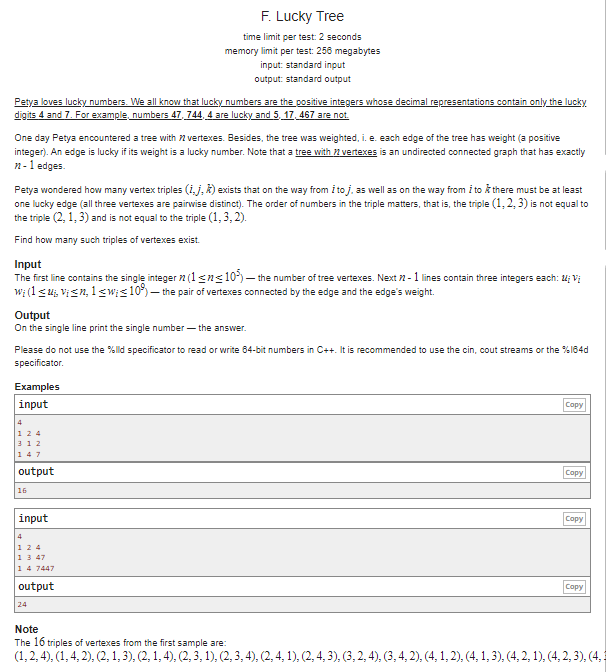 F. Lucky Tree
time limit per test: 2 seconds
memory limit per test: 256 megabytes
input: standard input
output: standard output
Petya loves lucky numbers. We all know that lucky numbers are the positive integers whose decimal representations contain only the lucky
digits 4 and 7. For example, numbers 47, 744, 4 are lucky and 5, 17, 467 are not.
One day Petya encountered a tree with n vertexes. Besides, the tree was weighted, i. e. each edge of the tree has weight (a positive
integer). An edge is lucky if its weight is a lucky number. Note that a tree with n vertexes is an undirected connected graph that has exactly
n - 1 edges.
Petya wondered how many vertex triples (i, j, k) exists that on the way from i to j, as well as on the way from i to k there must be at least
one lucky edge (all three vertexes are pairwise distinct). The order of numbers in the triple matters, that is, the triple (1, 2, 3) is not equal to
the triple (2, 1, 3) and is not equal to the triple (1, 3, 2).
Find how many such triples of vertexes exist.
Input
The first line contains the single integer n (1 ≤ n ≤ 10⁵) — the number of tree vertexes. Next n - 1 lines contain three integers each: uᵢ vᵢ
wᵢ (1 ≤ uᵢ, vᵢ ≤ n, 1 ≤ wᵢ ≤ 10⁹) — the pair of vertexes connected by the edge and the edge's weight.
Output
On the single line print the single number — the answer.
Please do not use the %lld specificator to read or write 64-bit numbers in C++. It is recommended to use the cin, cout streams or the %I64d
specificator.
Examples
input Copy
4
1 2 4
3 1 2
1 4 7
output Copy
16
input Copy
4
1 2 4
1 3 47
1 4 7447
output Copy
24
Note
The 16 triples of vertexes from the first sample are:
(1, 2, 4), (1, 4, 2), (2, 1, 3), (2, 1, 4), (2, 3, 1), (2, 3, 4), (2, 4, 1), (2, 4, 3), (3, 2, 4), (3, 4, 2), (4, 1, 2), (4, 1, 3), (4, 2, 1), (4, 2, 3), (4,